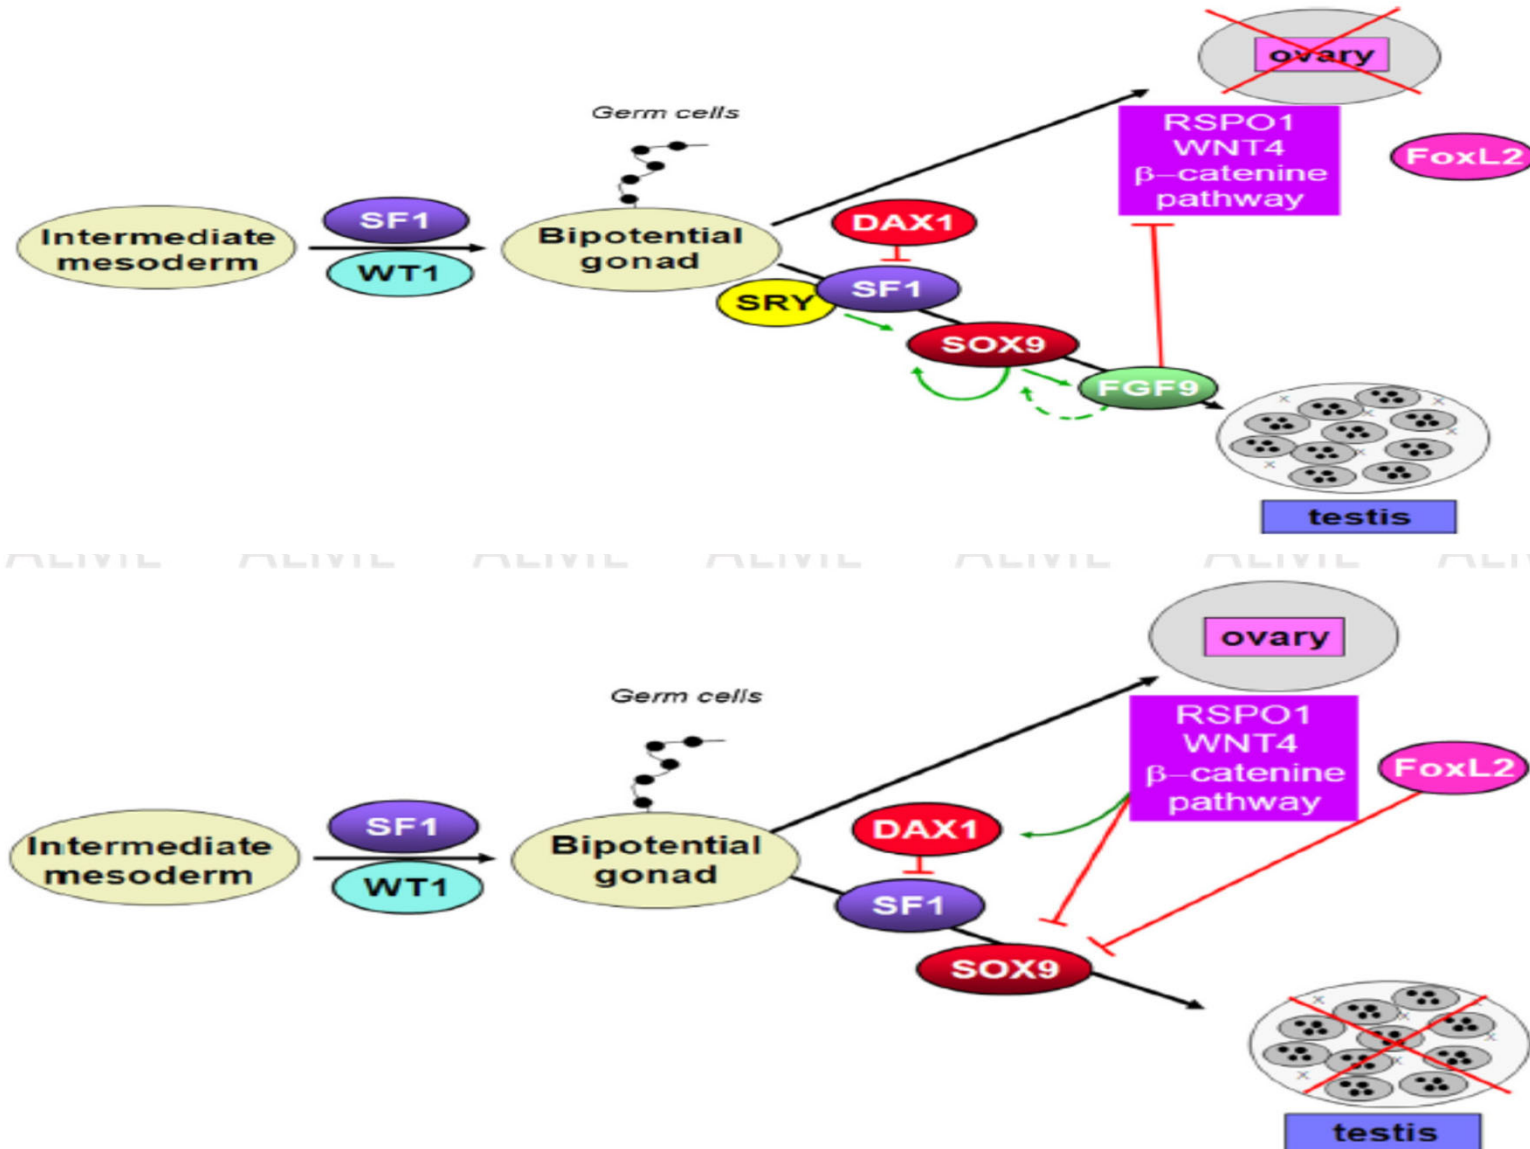 ovary
Germ cells
RSPO1
WNT4
β–catenine
pathway
FoxL2
SF1
DAX1
Intermediate
mesoderm
Bipotential
gonad
WT1
SRY
SF1
SOX9
FGF9
testis
ovary
Germ cells
RSPO1
WNT4
β–catenine
pathway
FoxL2
SF1
DAX1
Intermediate
mesoderm
Bipotential
gonad
WT1
SF1
SOX9
testis